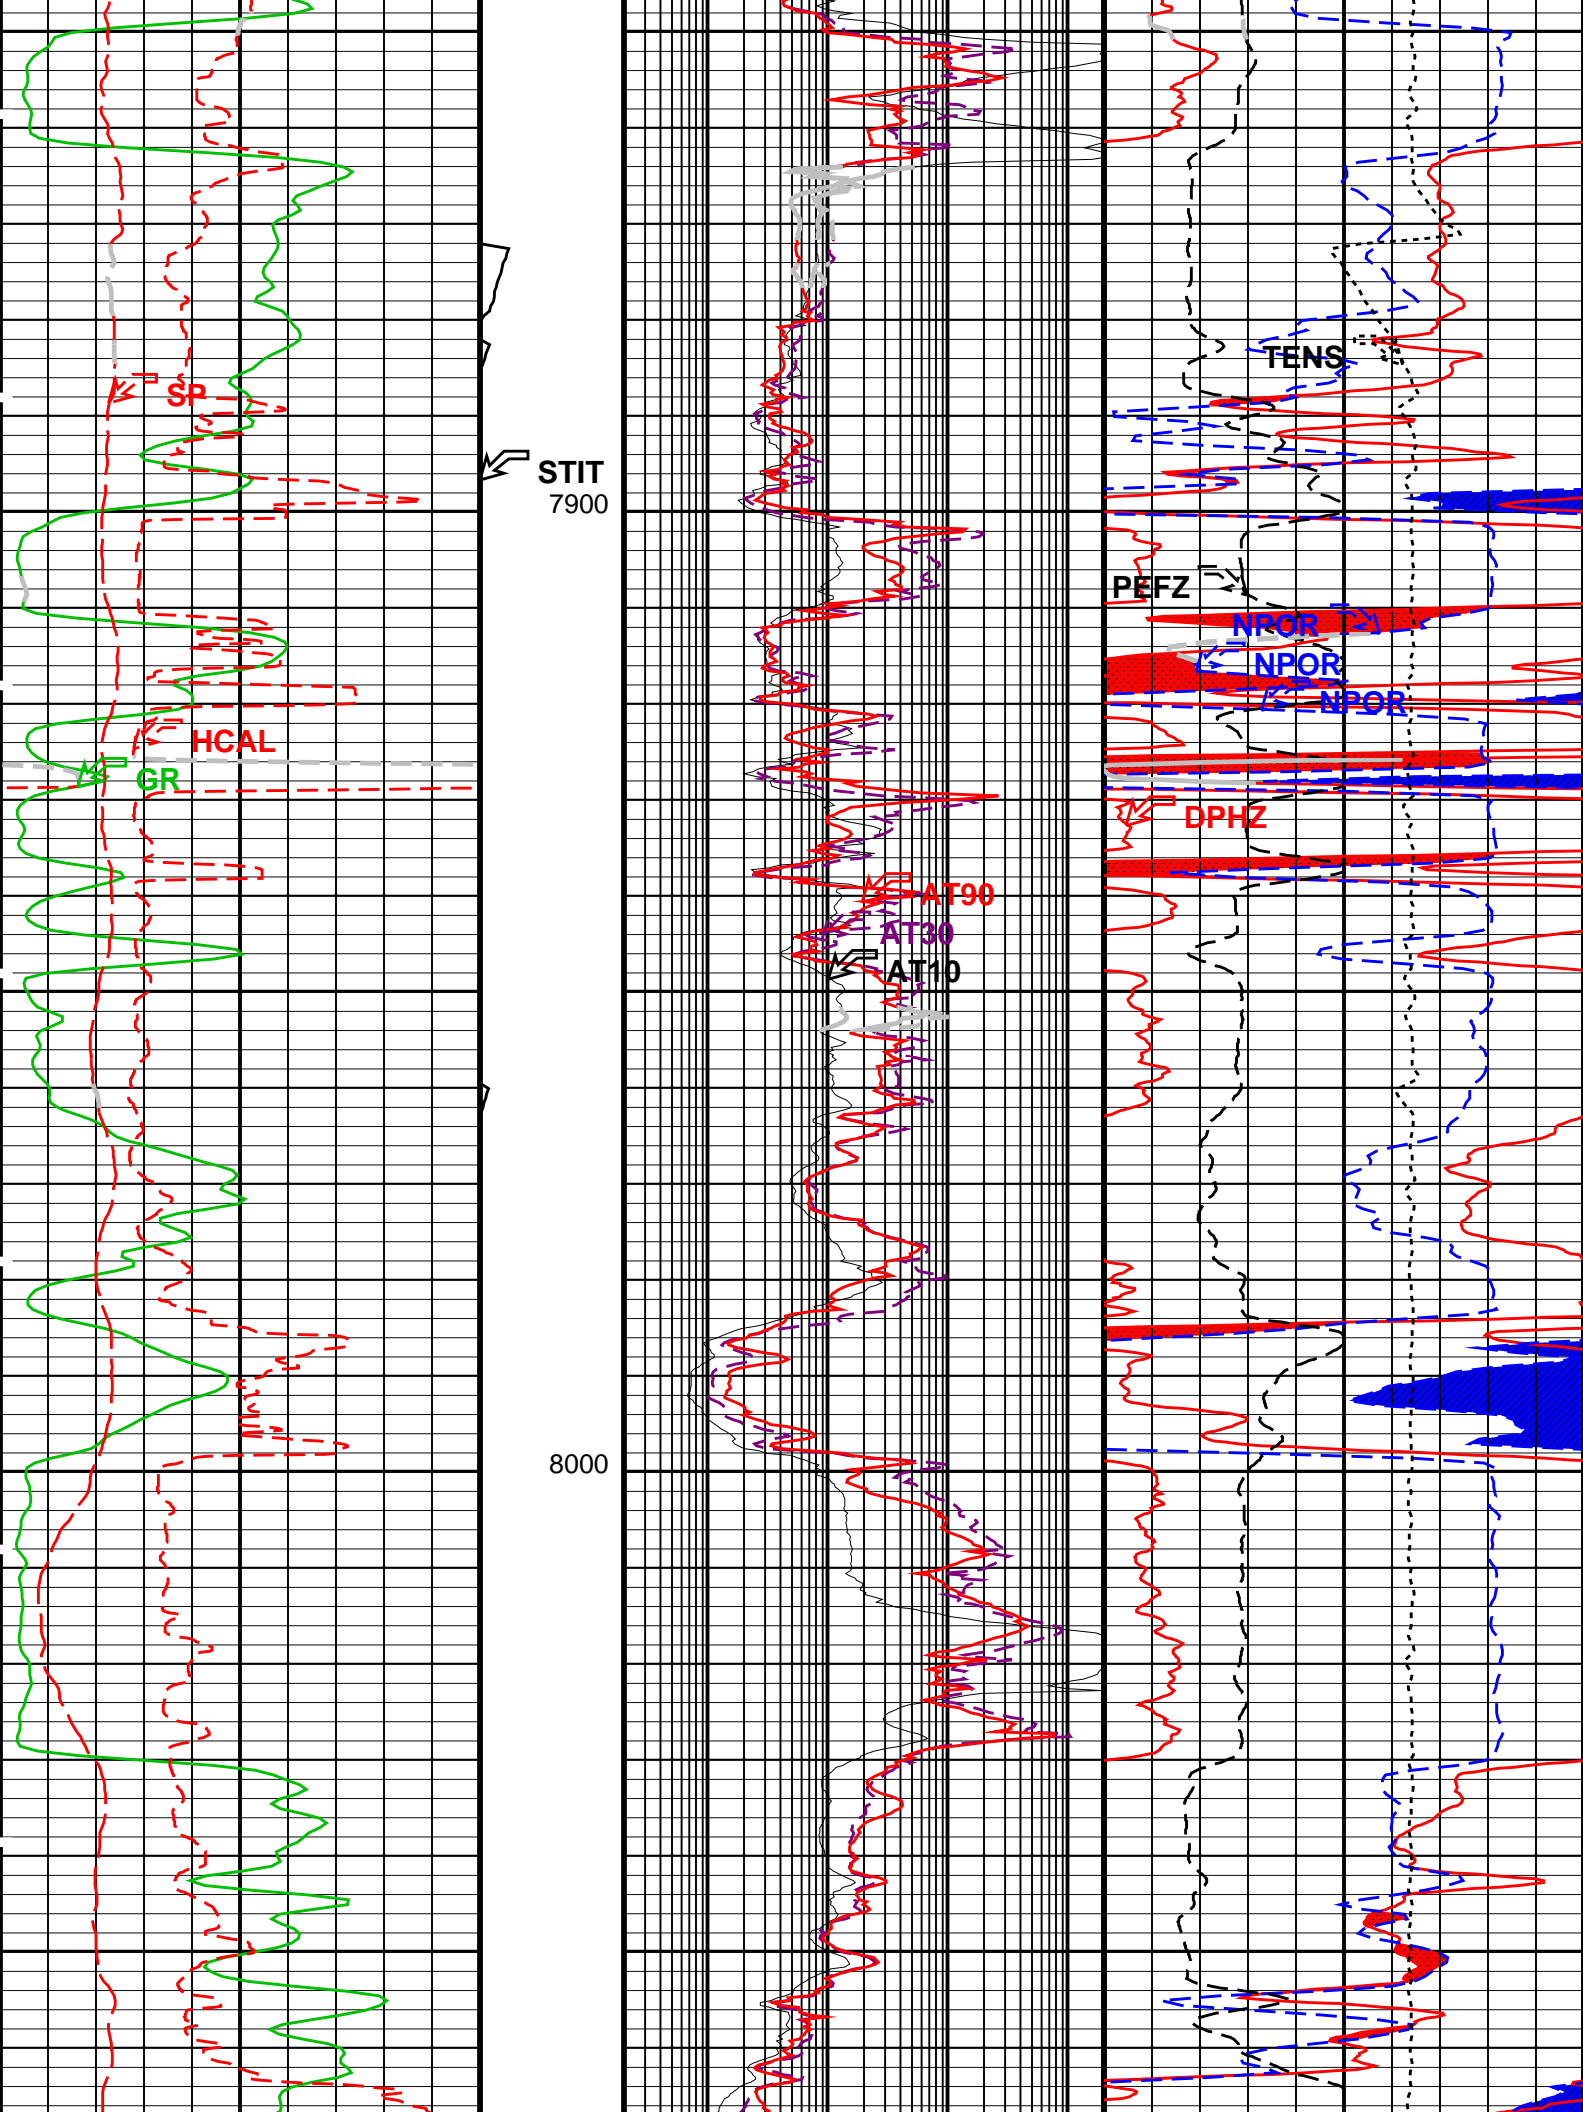 TENS
SP
STIT
7900
PEFZ
NPOR
NPOR
NPOR
HCAL
GR
DPHZ
AT90
AT30
AT10
8000